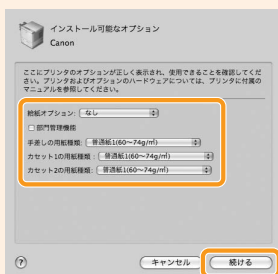 インストール可能なオプション
Canon
ここにプリンタのオプションが正しく表示され、使用できることを確認してくだ
さい。プリンタおよびオプションのハードウェアについては、プリンタに付属の
マニュアルを参照してください。
給紙オプション: なし
部門管理機能
手差しの用紙種類: 普通紙1(60〜74g/㎡)
カセット1の用紙種類: 普通紙1(60〜74g/㎡)
カセット2の用紙種類: 普通紙1(60〜74g/㎡)
? キャンセル 続ける